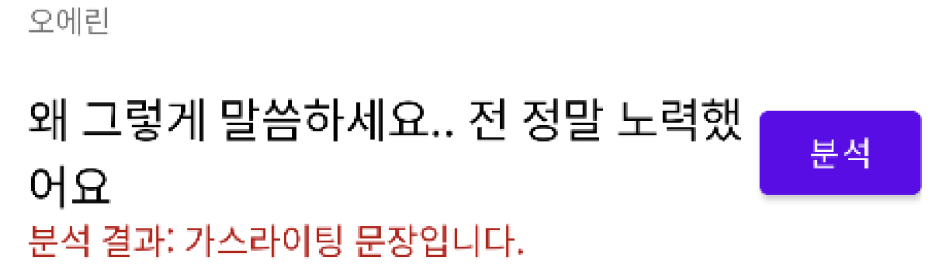 오에린
왜 그렇게 말씀하세요.. 전 정말 노력했
어요
분석
분석 결과: 가스라이팅 문장입니다.